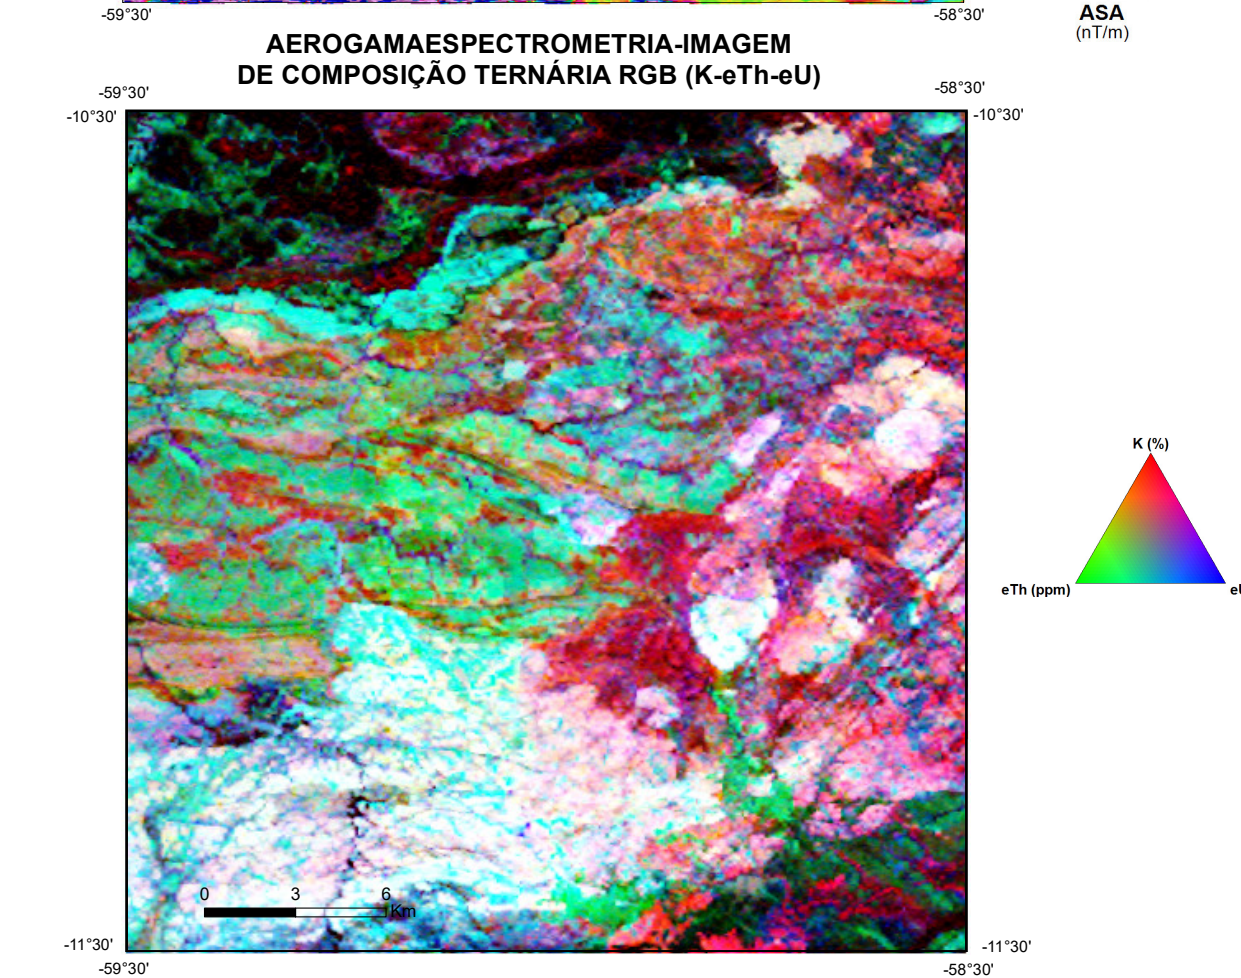 -59°30'
-58°30'
ASA
(nT/m)
AEROGAMAESPECTROMETRIA-IMAGEM
DE COMPOSIÇÃO TERNÁRIA RGB (K-eTh-eU)
-59°30'
-58°30'
-10°30'
-10°30'
K (%)
eTh (ppm)
0 3 6
Km
-11°30'
-11°30'
-59°30'
-58°30'